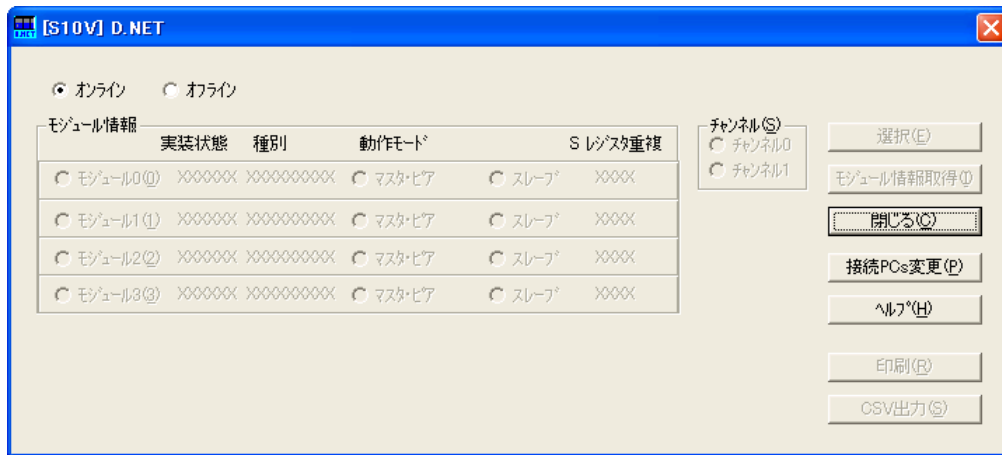 [S10V] D.NET
オンライン オフライン
モジュール情報
実装状態 種別 動作モード S レジスタ重複
モジュール0(0) XXXXXX XXXXXXXXX マスタ・ピア スレーブ XXXX
モジュール1(1) XXXXXX XXXXXXXXX マスタ・ピア スレーブ XXXX
モジュール2(2) XXXXXX XXXXXXXXX マスタ・ピア スレーブ XXXX
モジュール3(3) XXXXXX XXXXXXXXX マスタ・ピア スレーブ XXXX
チャンネル(S)
チャンネル0
チャンネル1
選択(E)
モジュール情報取得(I)
閉じる(C)
接続PCs変更(P)
ヘルプ(H)
印刷(R)
CSV出力(S)